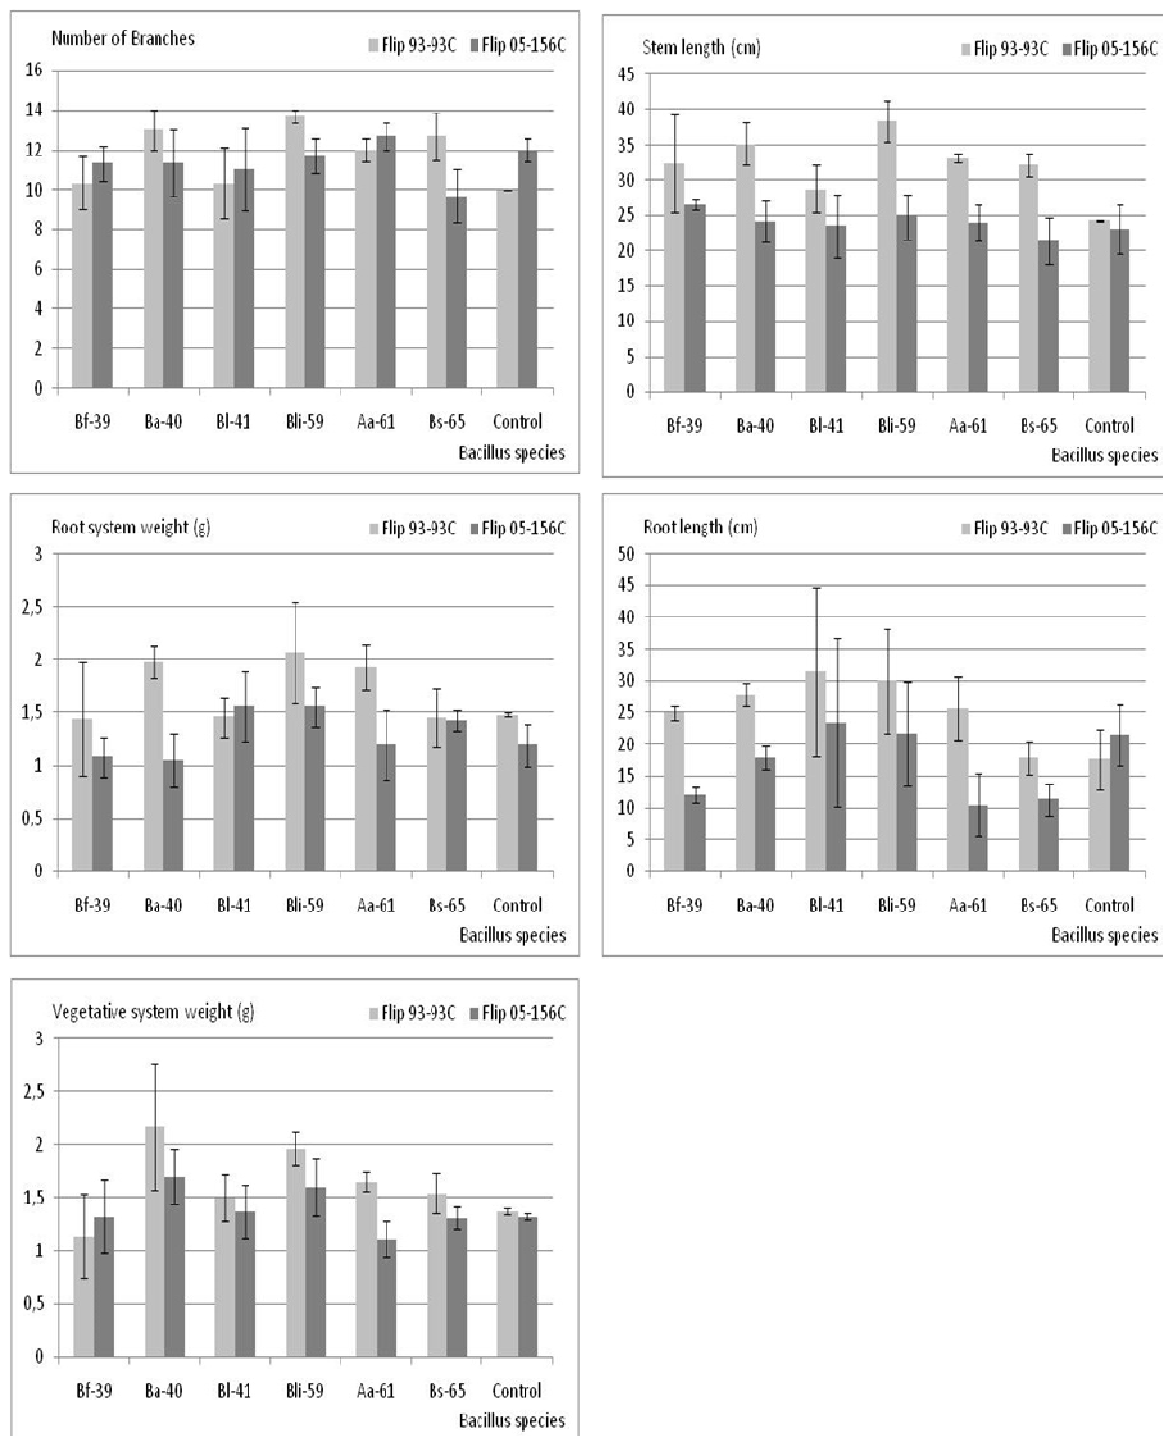 Number of Branches
Flip 93-93C Flip 05-156C
16
14
12
10
8
6
4
2
0
Bf-39 Ba-40 Bl-41 Bli-59 Aa-61 Bs-65 Control
Bacillus species
Stem length (cm)
Flip 93-93C Flip 05-156C
45
40
35
30
25
20
15
10
5
0
Bf-39 Ba-40 Bl-41 Bli-59 Aa-61 Bs-65 Control
Bacillus species
Root system weight (g)
Flip 93-93C Flip 05-156C
3
2,5
2
1,5
1
0,5
0
Bf-39 Ba-40 Bl-41 Bli-59 Aa-61 Bs-65 Control
Bacillus species
Root length (cm)
Flip 93-93C Flip 05-156C
50
45
40
35
30
25
20
15
10
5
0
Bf-39 Ba-40 Bl-41 Bli-59 Aa-61 Bs-65 Control
Bacillus species
Vegetative system weight (g)
Flip 93-93C Flip 05-156C
3
2,5
2
1,5
1
0,5
0
Bf-39 Ba-40 Bl-41 Bli-59 Aa-61 Bs-65 Control
Bacillus species